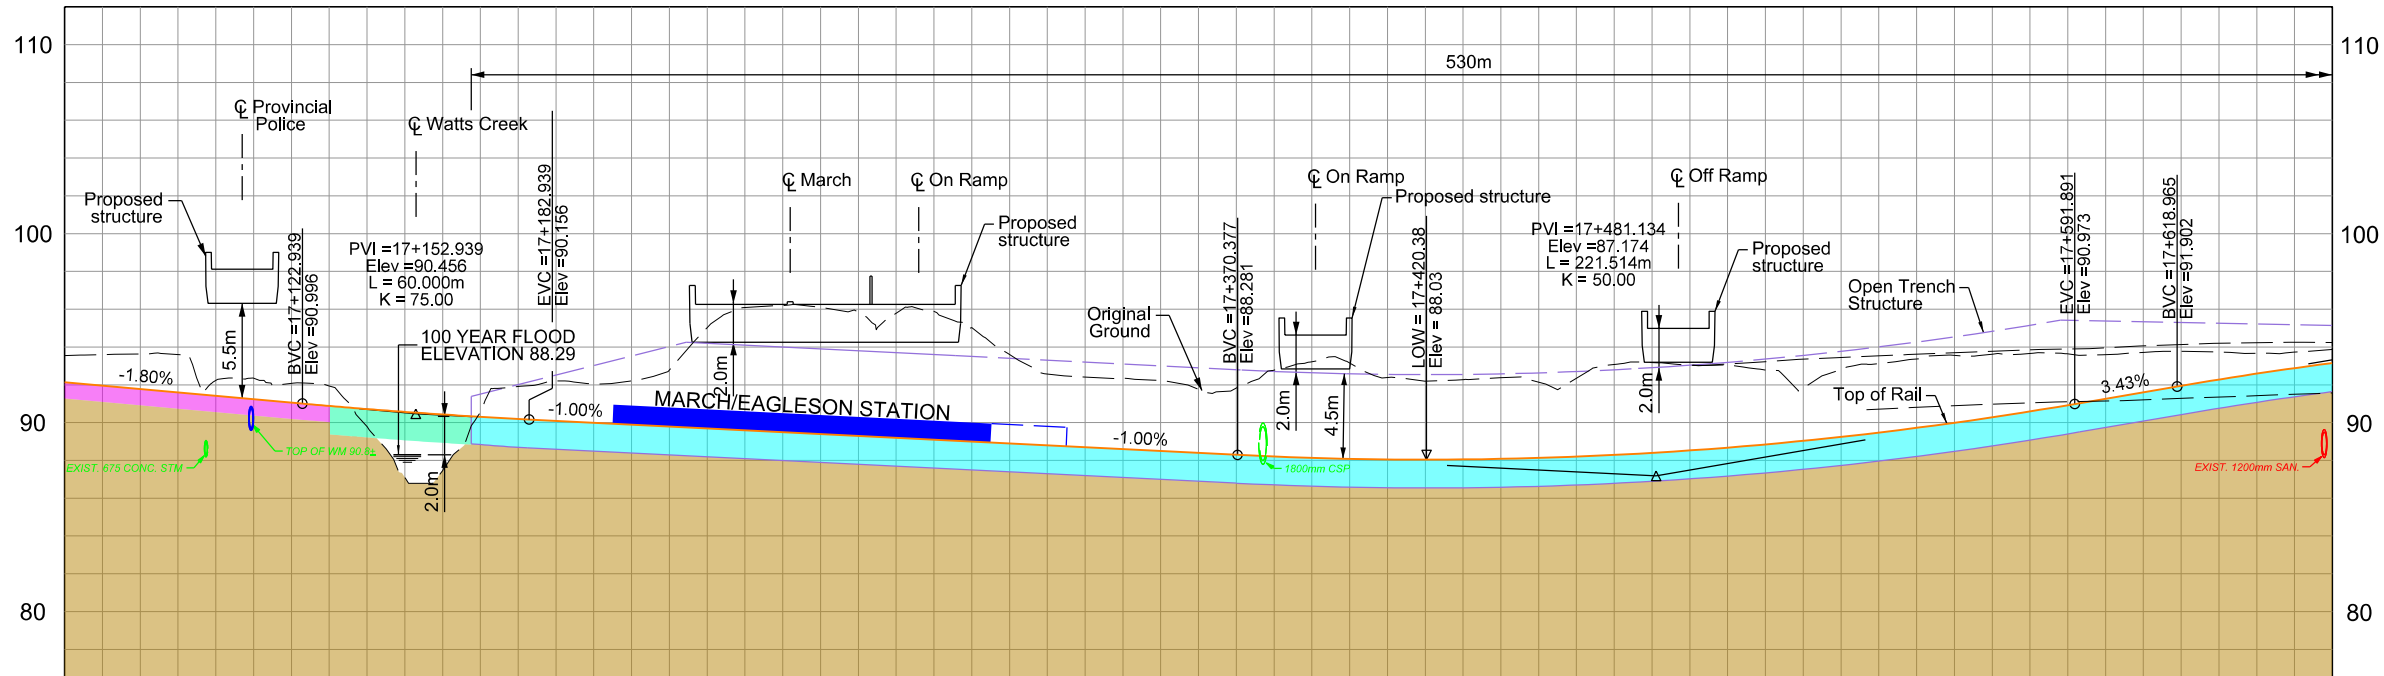 110
110
530m
℄ Provincial
Police
℄ Watts Creek
℄ March
℄ On Ramp
℄ On Ramp
℄ Off Ramp
Proposed
structure
Proposed
structure
Proposed structure
Proposed
structure
100
100
PVI =17+152.939
Elev =90.456
L = 60.000m
K = 75.00
BVC =17+122.939
Elev =90.996
EVC =17+182.939
Elev =90.156
PVI =17+481.134
Elev =87.174
L = 221.514m
K = 50.00
BVC =17+370.377
Elev =88.281
LOW = 17+420.38
Elev = 88.03
EVC =17+591.891
Elev =90.973
BVC =17+618.965
Elev =91.902
Open Trench
Structure
Original
Ground
100 YEAR FLOOD
ELEVATION 88.29
5.5m
-1.80%
2.0m
-1.00%
MARCH/EAGLESON STATION
2.0m
-1.00%
2.0m
4.5m
2.0m
Top of Rail
3.43%
90
90
EXIST. 675 CONC. STM
TOP OF WM 90.8±
1800mm CSP
EXIST. 1200mm SAN.
80
80